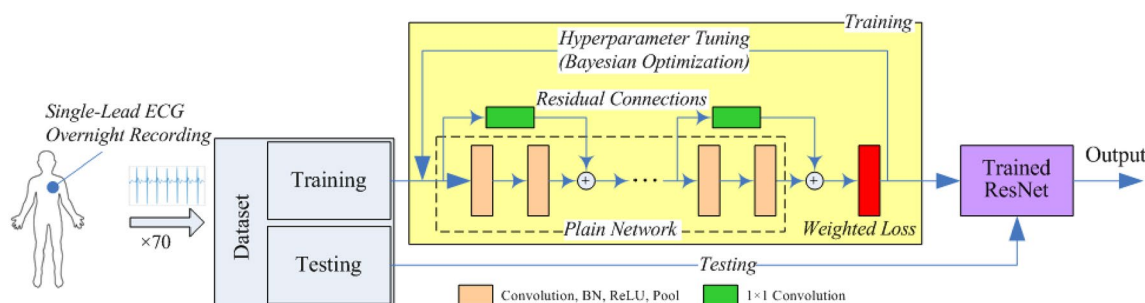 Training
Hyperparameter Tuning
(Bayesian Optimization)
Single-Lead ECG
Overnight Recording
Residual Connections
×70
Dataset
Training
Testing
+
...
+
Plain Network
Weighted Loss
Trained
ResNet
Output
Testing
Convolution, BN, ReLU, Pool
1×1 Convolution